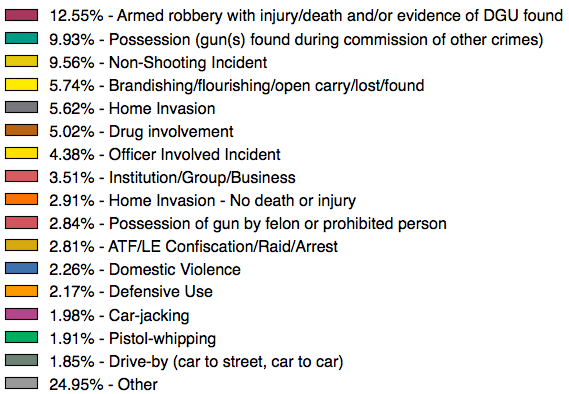 12.55% - Armed robbery with injury/death and/or evidence of DGU found
9.93% - Possession (gun(s) found during commission of other crimes)
9.56% - Non-Shooting Incident
5.74% - Brandishing/flourishing/open carry/lost/found
5.62% - Home Invasion
5.02% - Drug involvement
4.38% - Officer Involved Incident
3.51% - Institution/Group/Business
2.91% - Home Invasion - No death or injury
2.84% - Possession of gun by felon or prohibited person
2.81% - ATF/LE Confiscation/Raid/Arrest
2.26% - Domestic Violence
2.17% - Defensive Use
1.98% - Car-jacking
1.91% - Pistol-whipping
1.85% - Drive-by (car to street, car to car)
24.95% - Other